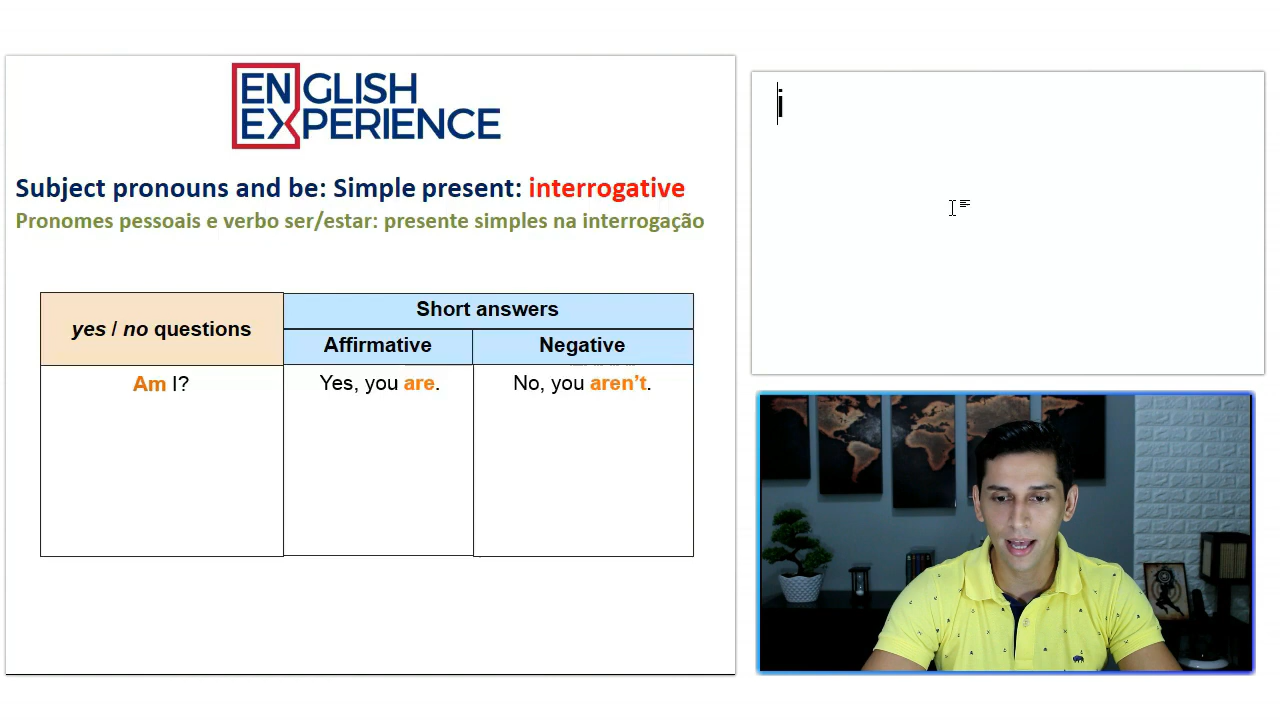 ENGLISH
EXPERIENCE
Subject pronouns and be: Simple present: interrogative
Pronomes pessoais e verbo ser/estar: presente simples na interrogação
yes / no questions
Short answers
Affirmative
Negative
Am I?
Yes, you are.
No, you aren't.
i